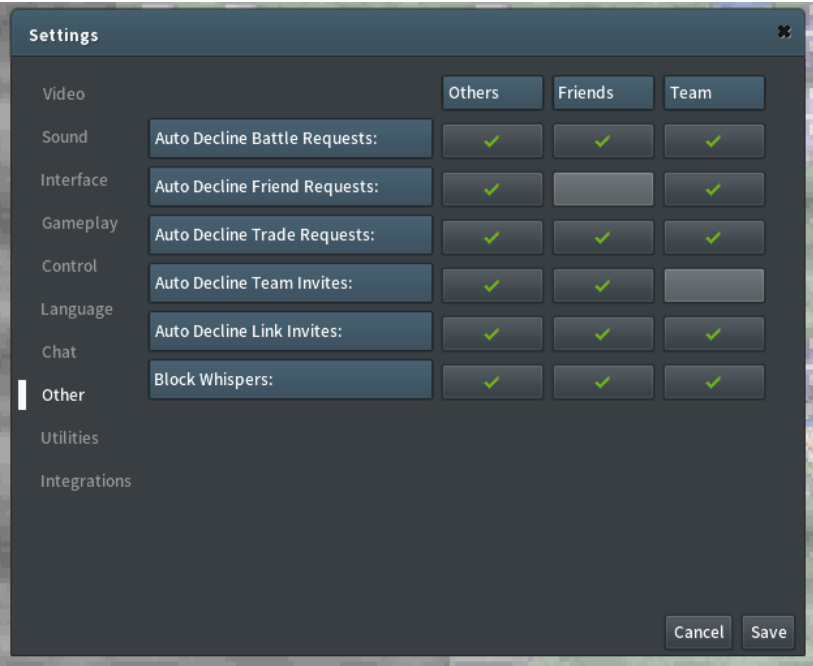 Settings
Video
Sound
Interface
Gameplay
Control
Language
Chat
Other
Utilities
Integrations
Others Friends Team
Auto Decline Battle Requests:
Auto Decline Friend Requests:
Auto Decline Trade Requests:
Auto Decline Team Invites:
Auto Decline Link Invites:
Block Whispers:
Cancel Save